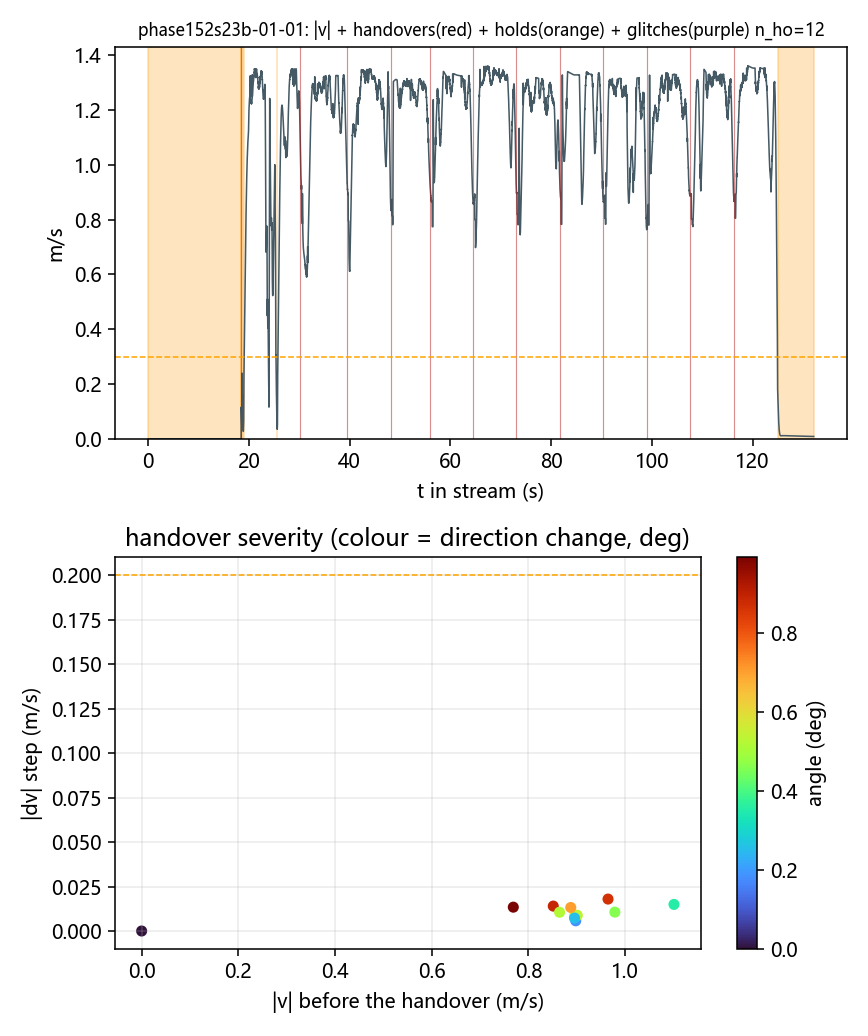 phase152s23b-01-01: |v| + handovers(red) + holds(orange) + glitches(purple) n_ho=12
1.4
1.2
1.0
0.8
0.6
0.4
0.2
0.0
m/s
0 20 40 60 80 100 120
t in stream (s)
handover severity (colour = direction change, deg)
0.200
0.175
0.150
0.125
0.100
0.075
0.050
0.025
0.000
|dv| step (m/s)
0.0 0.2 0.4 0.6 0.8 1.0
|v| before the handover (m/s)
0.8
0.6
0.4
0.2
0.0
angle (deg)